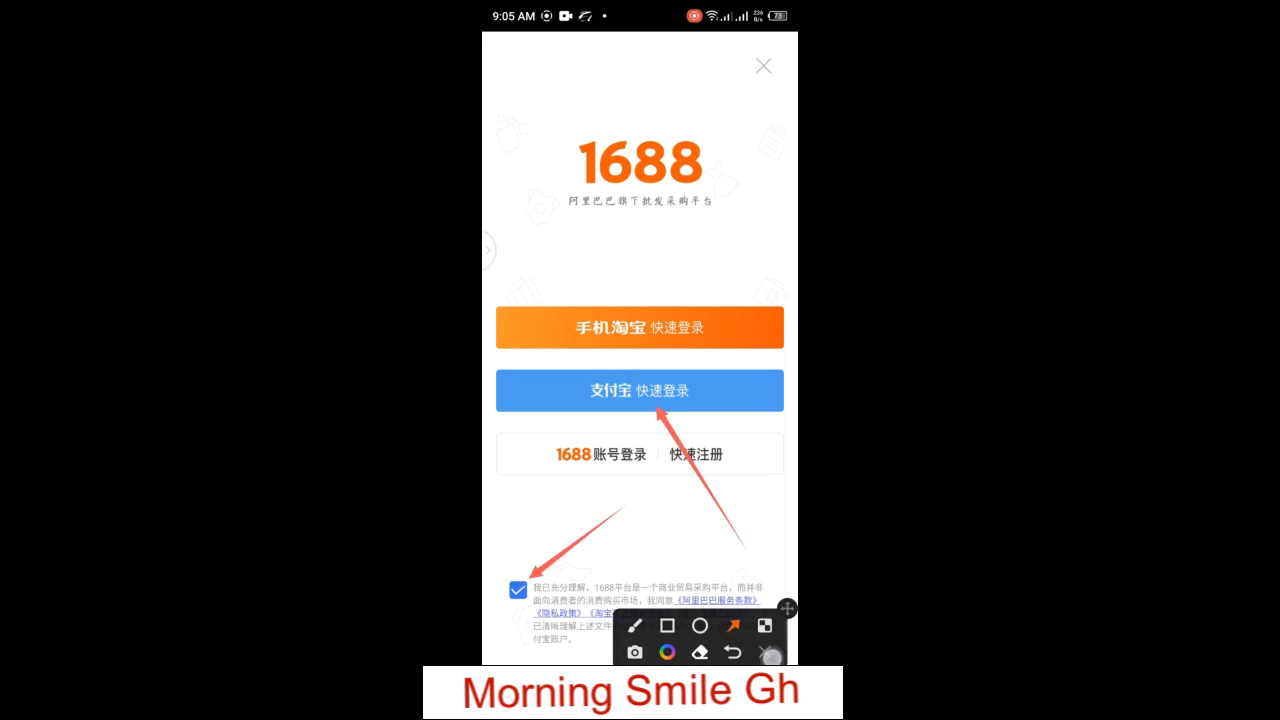 9:05 AM
236 B/s
73
1688
阿里巴巴旗下批发采购平台
手机淘宝 快速登录
支付宝 快速登录
1688账号登录 快速注册
我已充分理解，1688平台是一个商业贸易采购平台，而并非
面向消费者的消费购买市场，我同意《阿里巴巴服务条款》
《隐私政策》《淘宝
已清晰理解上述文件
付宝账户。
Morning Smile Gh